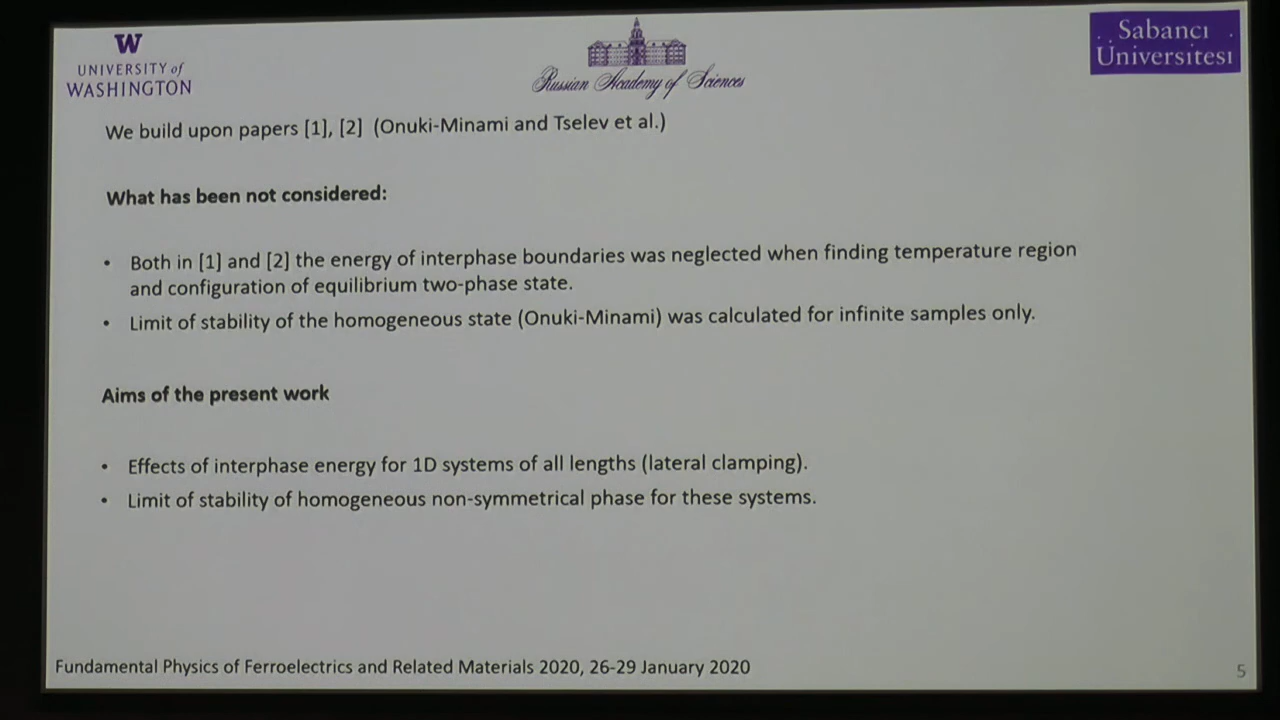 W
UNIVERSITY of
WASHINGTON
Russian Academy of Sciences
Sabancı
Üniversitesi
We build upon papers [1], [2] (Onuki-Minami and Tselev et al.)
What has been not considered:
• Both in [1] and [2] the energy of interphase boundaries was neglected when finding temperature region
and configuration of equilibrium two-phase state.
• Limit of stability of the homogeneous state (Onuki-Minami) was calculated for infinite samples only.
Aims of the present work
• Effects of interphase energy for 1D systems of all lengths (lateral clamping).
• Limit of stability of homogeneous non-symmetrical phase for these systems.
Fundamental Physics of Ferroelectrics and Related Materials 2020, 26-29 January 2020
5